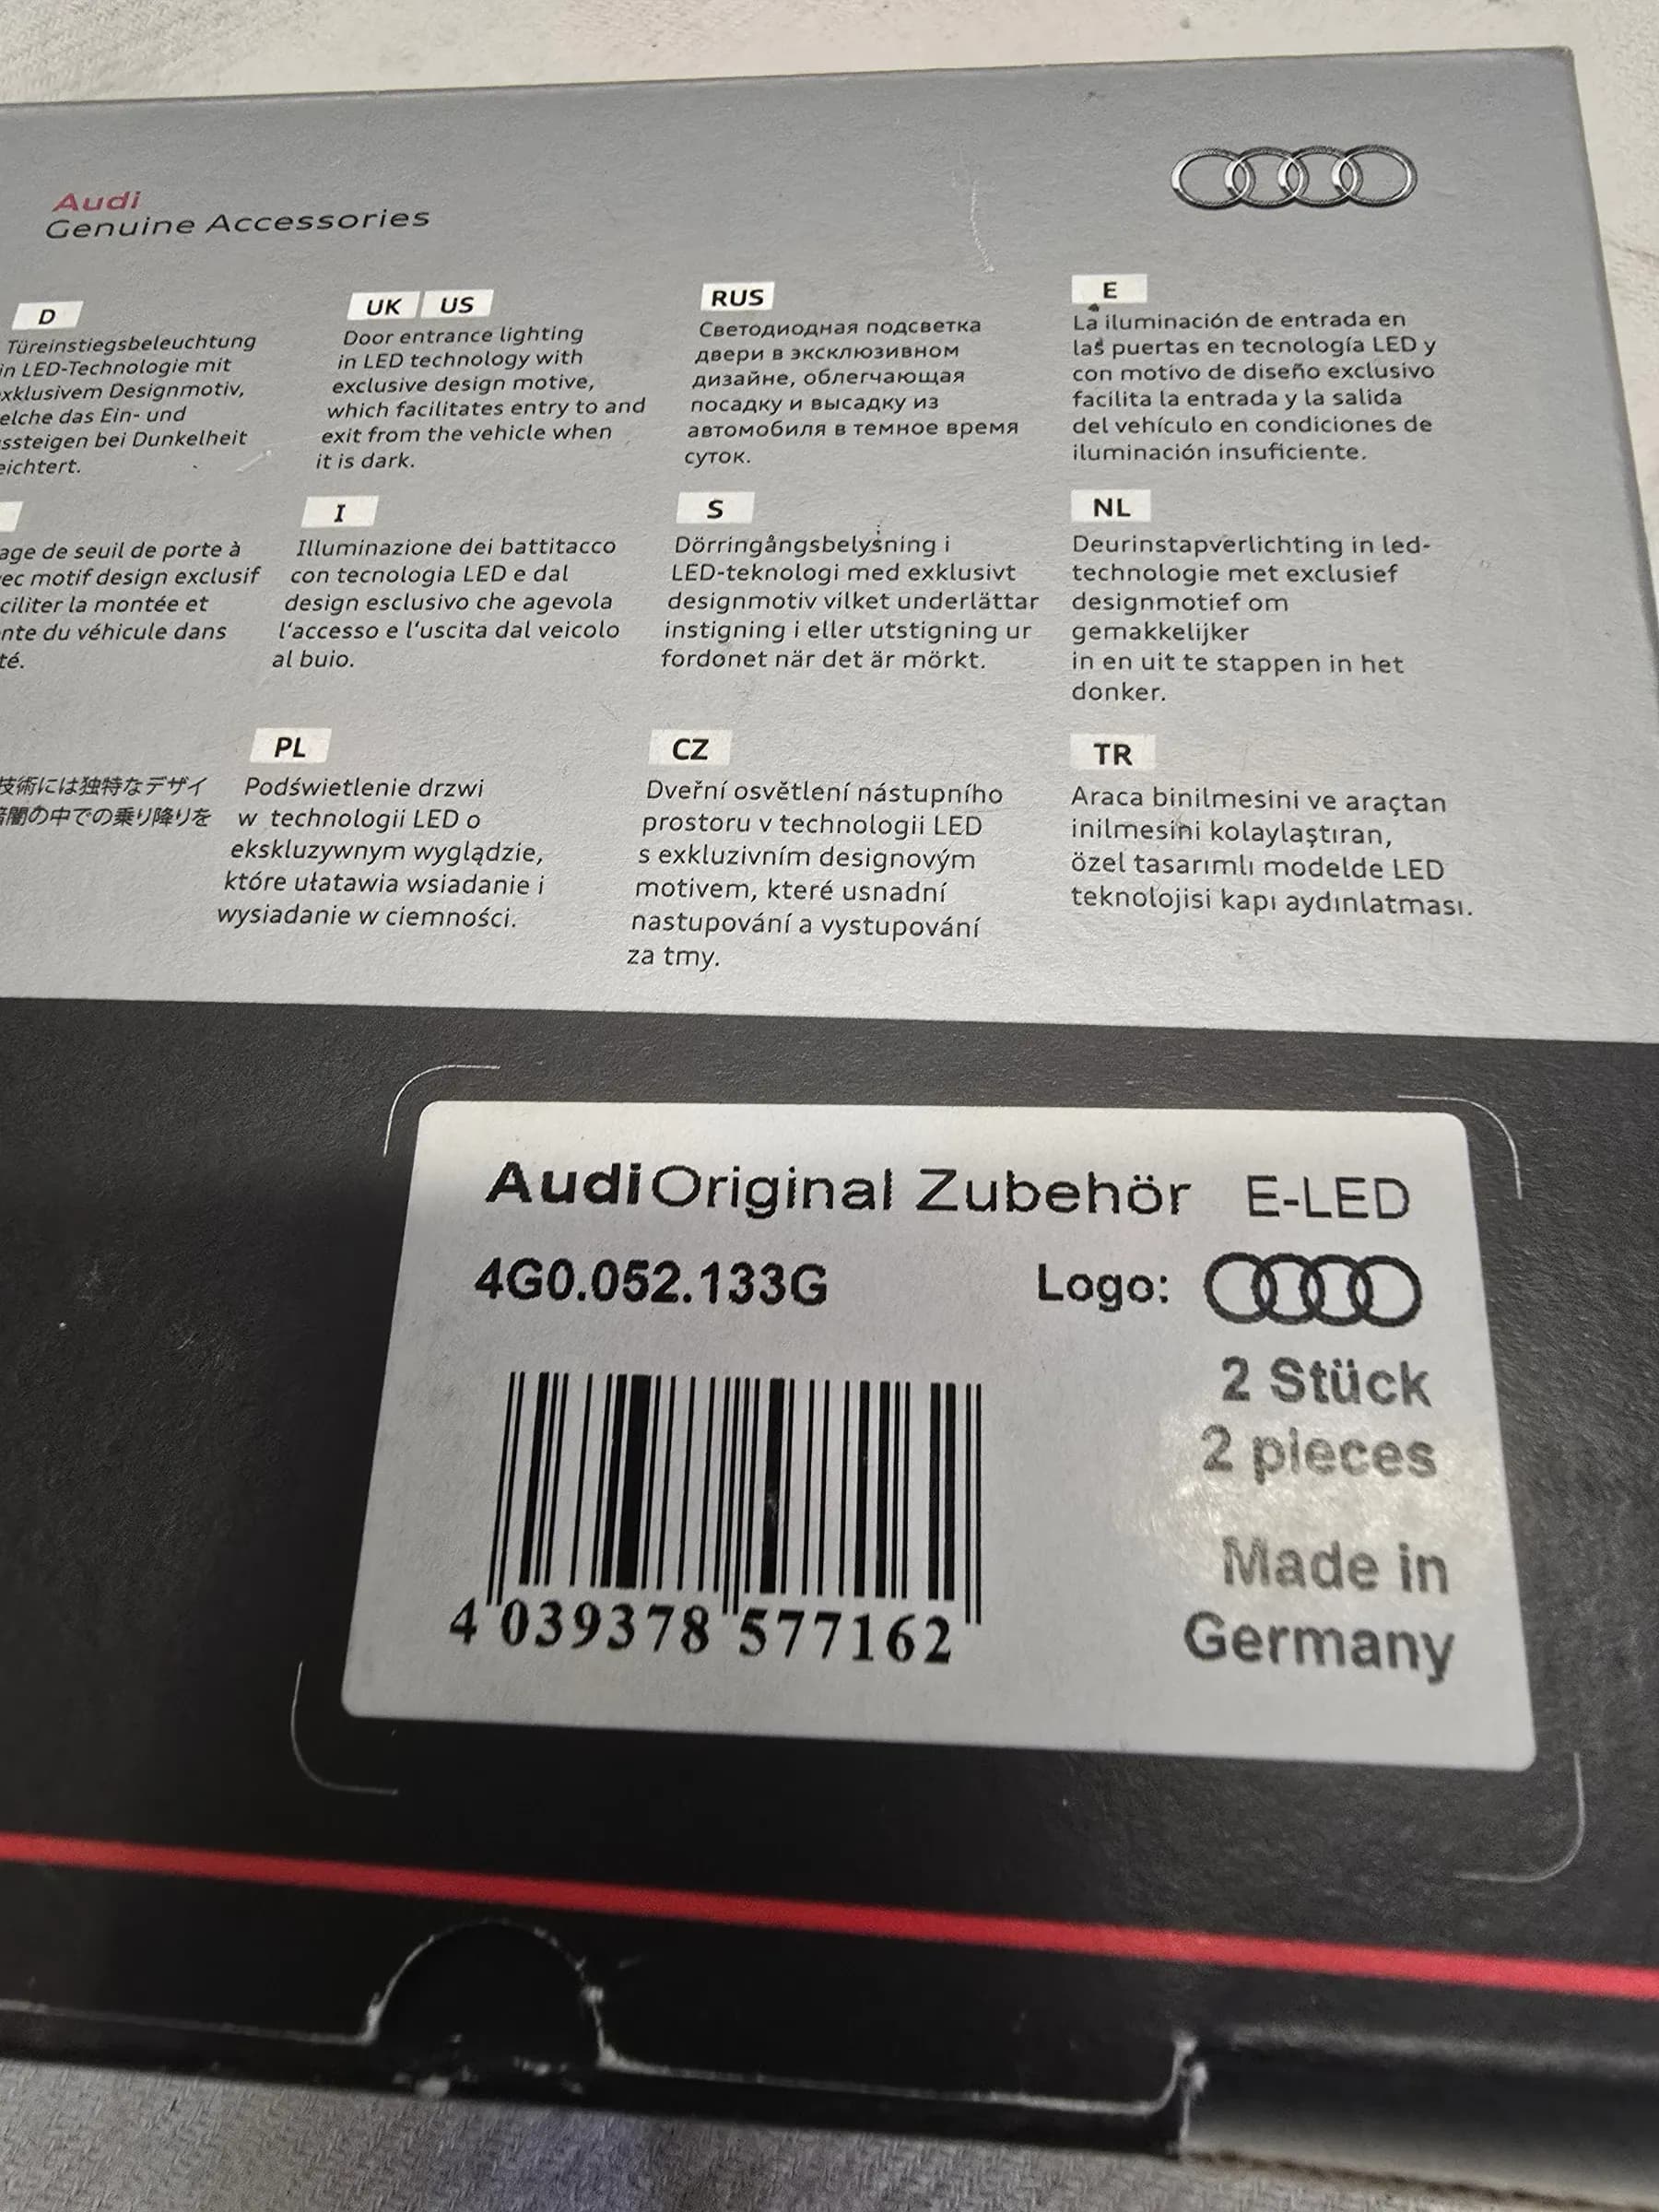 Audi
Genuine Accessories
D
Türeinstiegsbeleuchtung
in LED-Technologie mit
xklusivem Designmotiv,
elche das Ein- und
ssteigen bei Dunkelheit
eichtert.
UK US
Door entrance lighting
in LED technology with
exclusive design motive,
which facilitates entry to and
exit from the vehicle when
it is dark.
RUS
Светодиодная подсветка
двери в эксклюзивном
дизайне, облегчающая
посадку и высадку из
автомобиля в темное время
суток.
E
La iluminación de entrada en
las puertas en tecnología LED y
con motivo de diseño exclusivo
facilita la entrada y la salida
del vehículo en condiciones de
iluminación insuficiente.
age de seuil de porte à
ec motif design exclusif
ciliter la montée et
nte du véhicule dans
té.
I
Illuminazione dei battitacco
con tecnologia LED e dal
design esclusivo che agevola
l‘accesso e l‘uscita dal veicolo
al buio.
S
Dörringångsbelysning i
LED-teknologi med exklusivt
designmotiv vilket underlättar
instigning i eller utstigning ur
fordonet när det är mörkt.
NL
Deurinstapverlichting in led-
technologie met exclusief
designmotief om
gemakkelijker
in en uit te stappen in het
donker.
技術には独特なデザイ
暗闇の中での乗り降りを
PL
Podświetlenie drzwi
w technologii LED o
ekskluzywnym wyglądzie,
które ułatawia wsiadanie i
wysiadanie w ciemności.
CZ
Dveřní osvětlení nástupního
prostoru v technologii LED
s exkluzivním designovým
motivem, které usnadní
nastupování a vystupování
za tmy.
TR
Araca binilmesini ve araçtan
inilmesini kolaylaştıran,
özel tasarımlı modelde LED
teknolojisi kapı aydınlatması.
Audi Original Zubehör E-LED
4G0.052.133G
Logo:
2 Stück
2 pieces
Made in
Germany
4 039378 577162